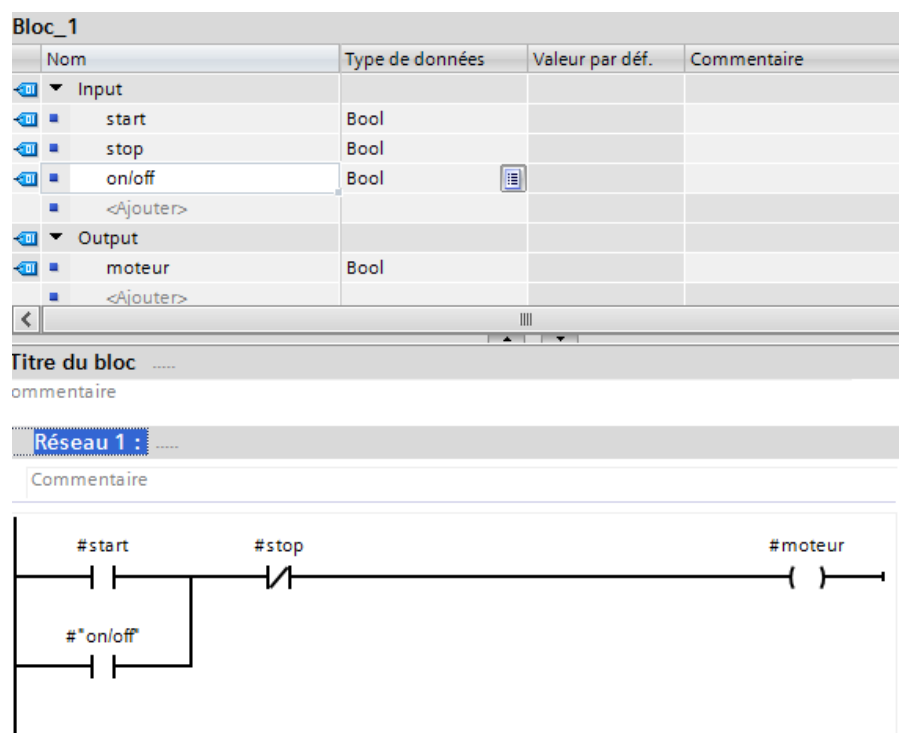 Bloc_1
Nom Type de données Valeur par déf. Commentaire
Input
start Bool
stop Bool
on/off Bool
<Ajouter>
Output
moteur Bool
<Ajouter>
Titre du bloc .....
ommentaire
Réseau 1 : .....
Commentaire
#start #stop #moteur
#"on/off"